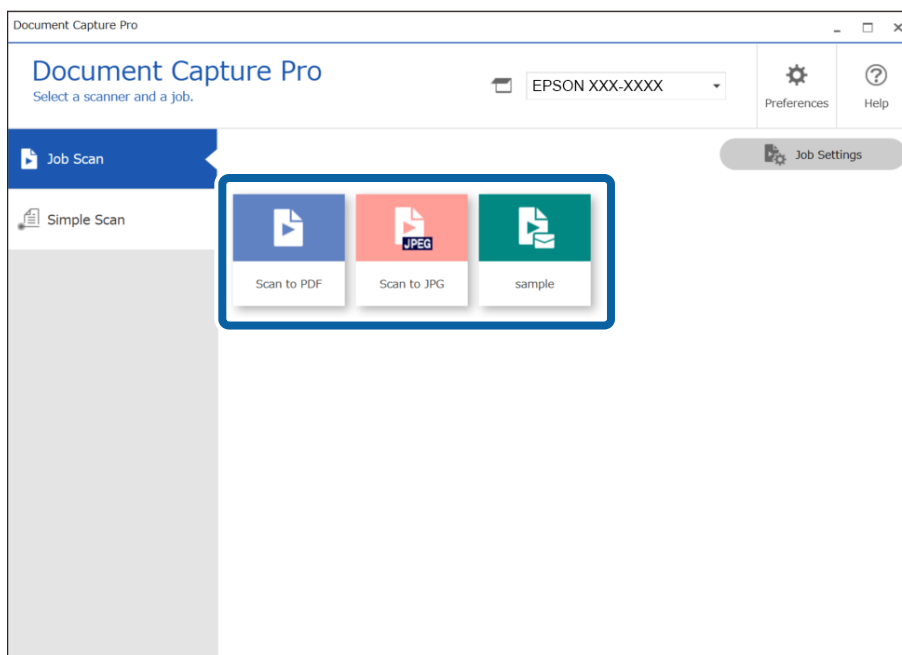 Document Capture Pro
Document Capture Pro
Select a scanner and a job.
EPSON XXX-XXXX
Preferences
Help
Job Scan
Job Settings
Simple Scan
JPEG
Scan to PDF
Scan to JPG
sample